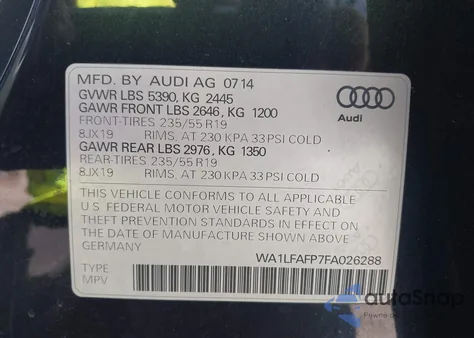 MFD. BY AUDI AG 0714
GVWR LBS 5390, KG 2445
GAWR FRONT LBS 2646, KG 1200
FRONT-TIRES 235/55 R19
8JX19 RIMS, AT 230 KPA 33 PSI COLD
GAWR REAR LBS 2976, KG 1350
REAR-TIRES 235/55 R19
8JX19 RIMS, AT 230 KPA 33 PSI COLD
THIS VEHICLE CONFORMS TO ALL APPLICABLE
U.S. FEDERAL MOTOR VEHICLE SAFETY AND
THEFT PREVENTION STANDARDS IN EFFECT ON
THE DATE OF MANUFACTURE SHOWN ABOVE
GERMANY
WA1LFAFP7FA026288
TYPE
MPV
Audi
autoSnap
Powered by